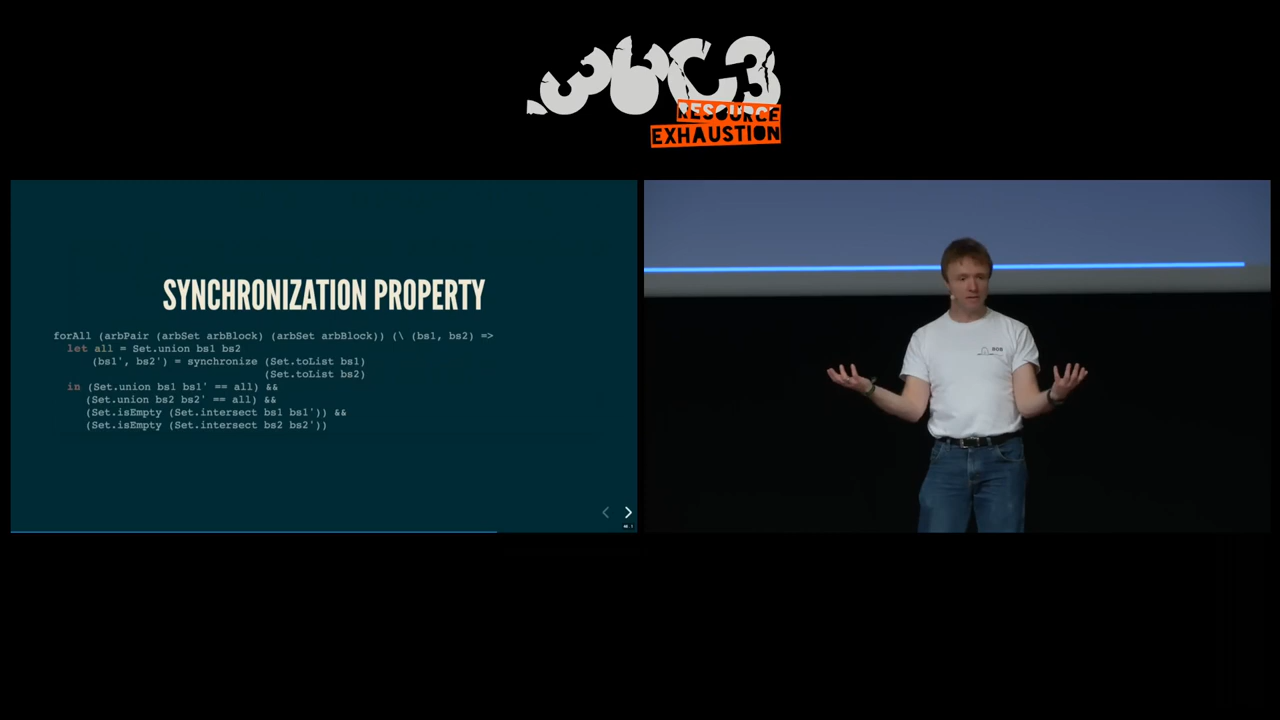 36C3
RESOURCE
EXHAUSTION
SYNCHRONIZATION PROPERTY
forAll (arbPair (arbSet arbBlock) (arbSet arbBlock)) (\ (bs1, bs2) =>
let all = Set.union bs1 bs2
(bs1', bs2') = synchronize (Set.toList bs1)
(Set.toList bs2)
in (Set.union bs1 bs1' == all) &&
(Set.union bs2 bs2' == all) &&
(Set.isEmpty (Set.intersect bs1 bs1')) &&
(Set.isEmpty (Set.intersect bs2 bs2'))